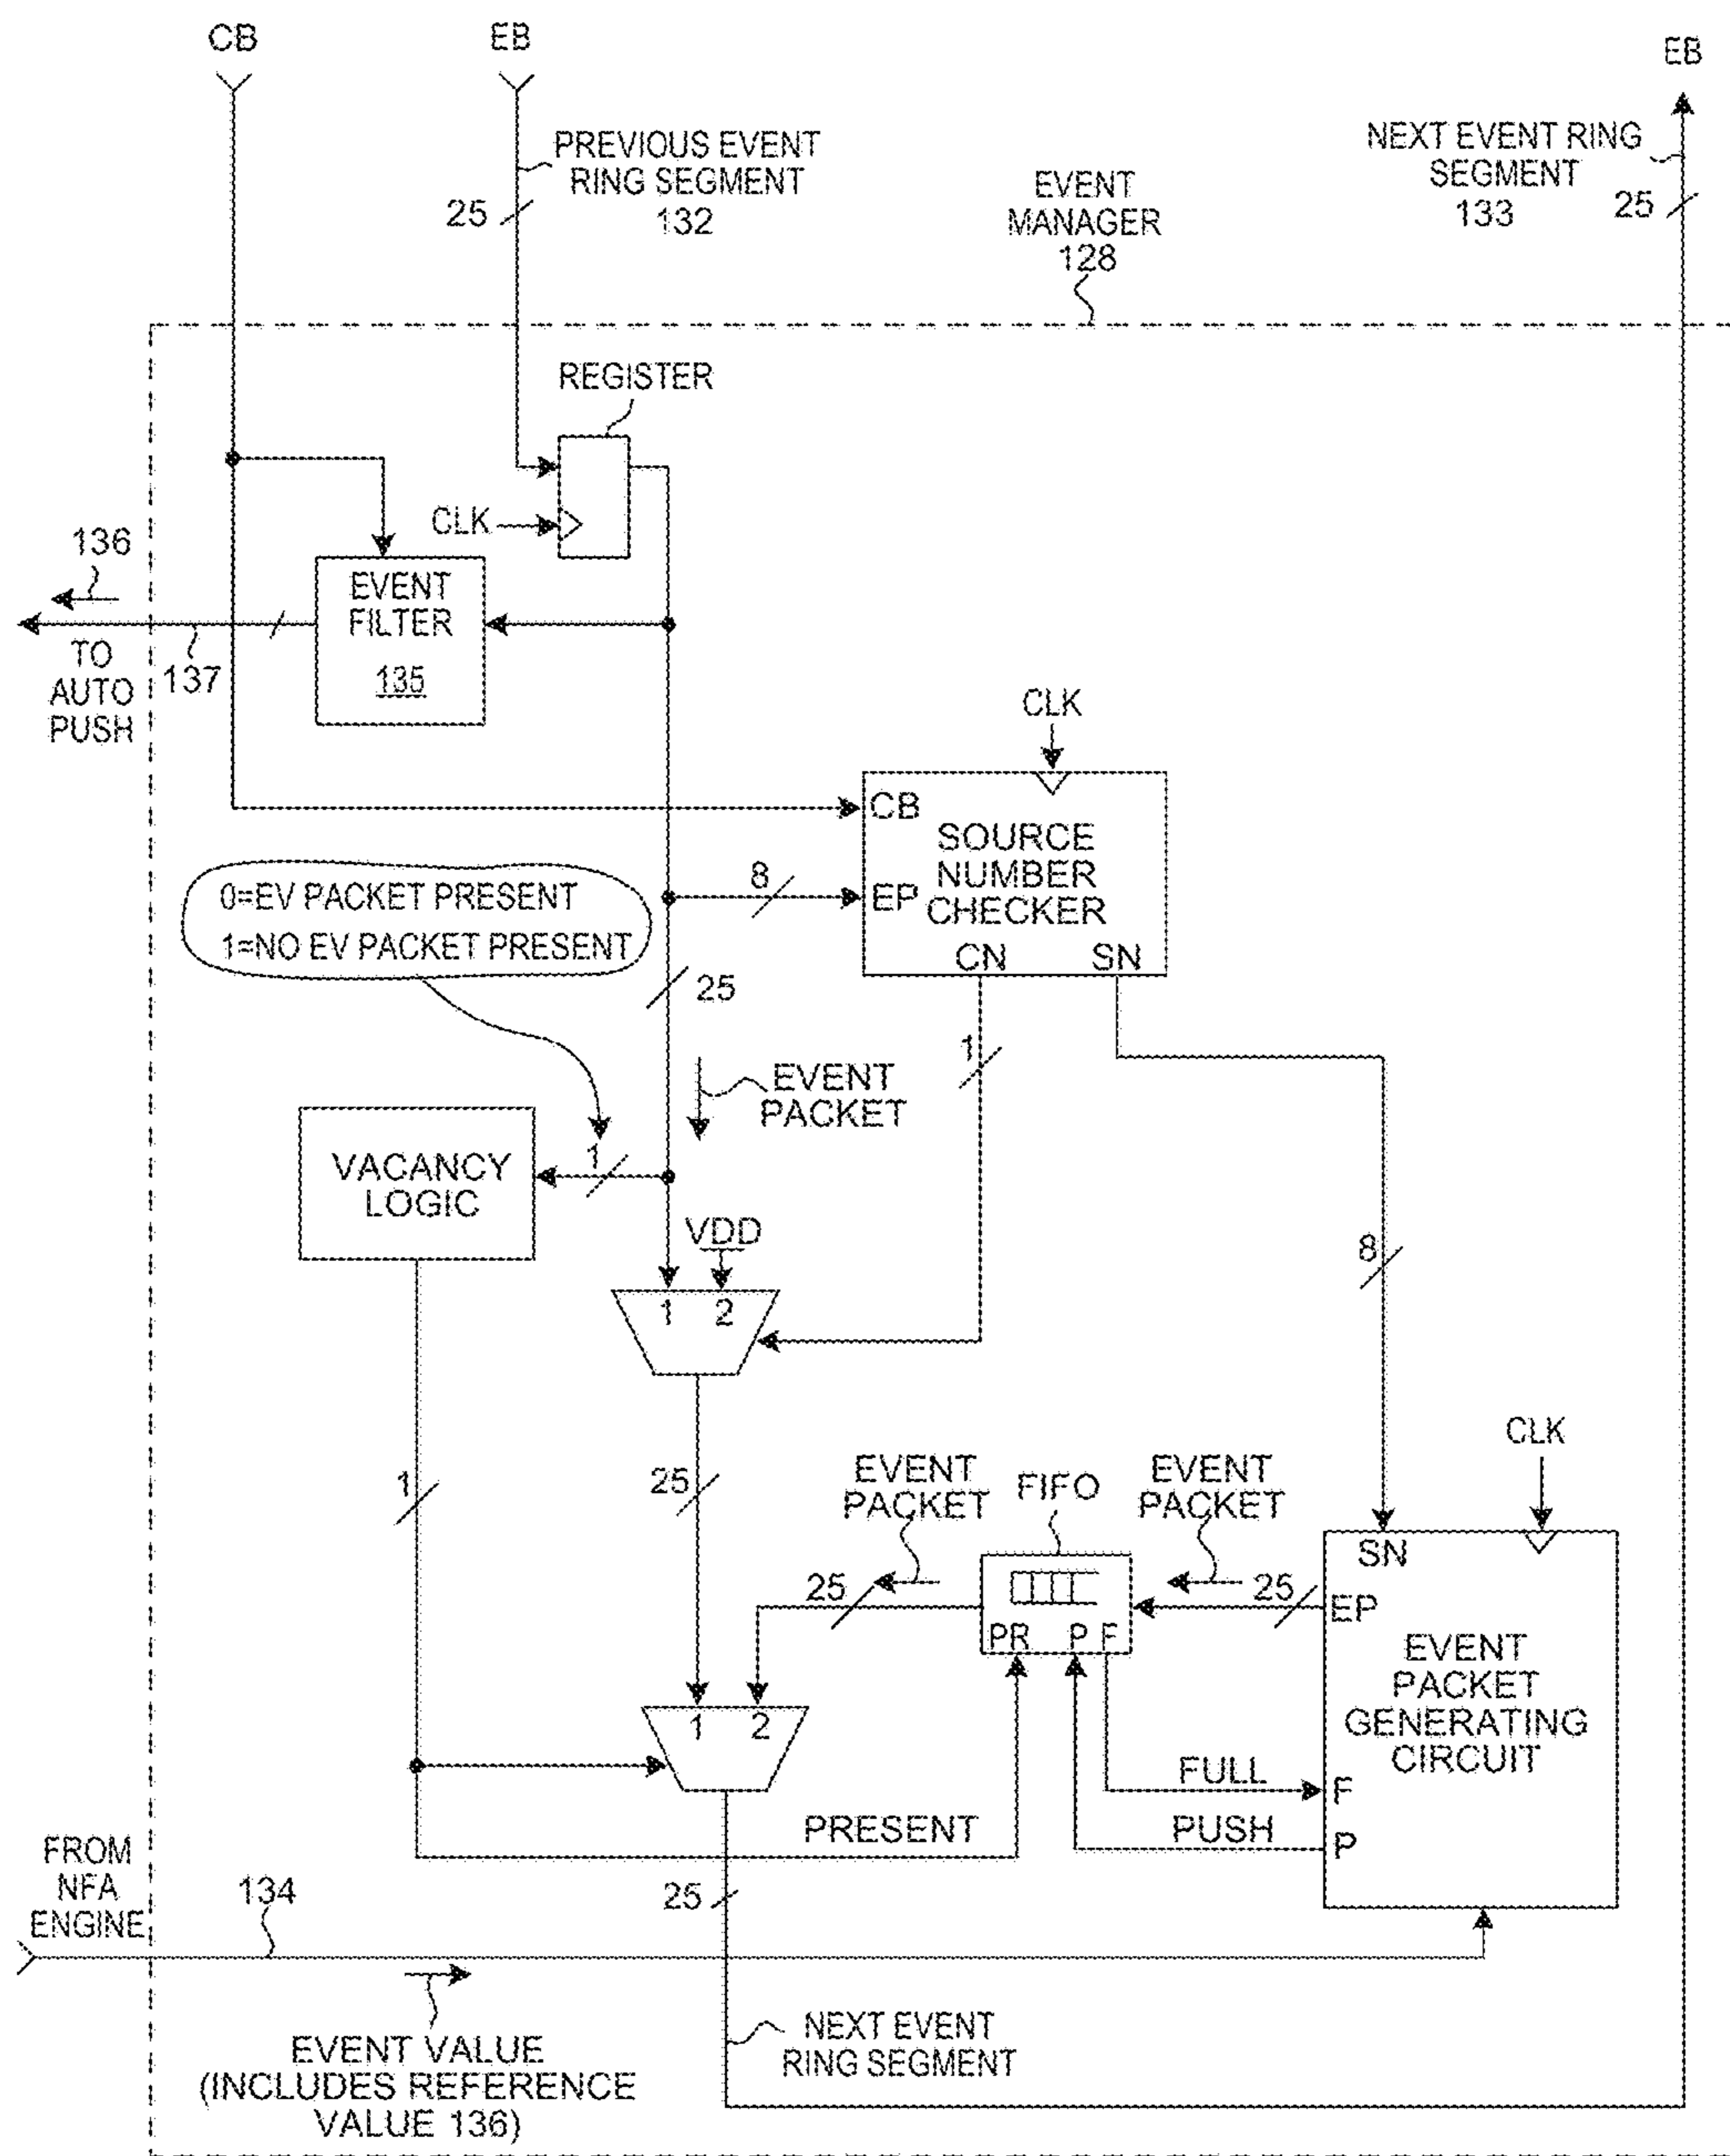 CB
EB
EB
PREVIOUS EVENT
RING SEGMENT
132
25
NEXT EVENT RING
SEGMENT
133
25
EVENT
MANAGER
128
REGISTER
CLK
136
EVENT
FILTER
135
TO
AUTO
PUSH
137
CLK
CB
SOURCE
NUMBER
CHECKER
EP
8
CN
SN
0=EV PACKET PRESENT
1=NO EV PACKET PRESENT
25
1
EVENT
PACKET
VACANCY
LOGIC
1
VDD
1
2
8
CLK
1
25
EVENT
PACKET
FIFO
EVENT
PACKET
25
25
PR
P
F
SN
EP
EVENT
PACKET
GENERATING
CIRCUIT
F
P
1
2
FULL
PUSH
PRESENT
25
FROM
NFA
ENGINE
134
EVENT VALUE
(INCLUDES REFERENCE
VALUE 136)
NEXT EVENT
RING SEGMENT